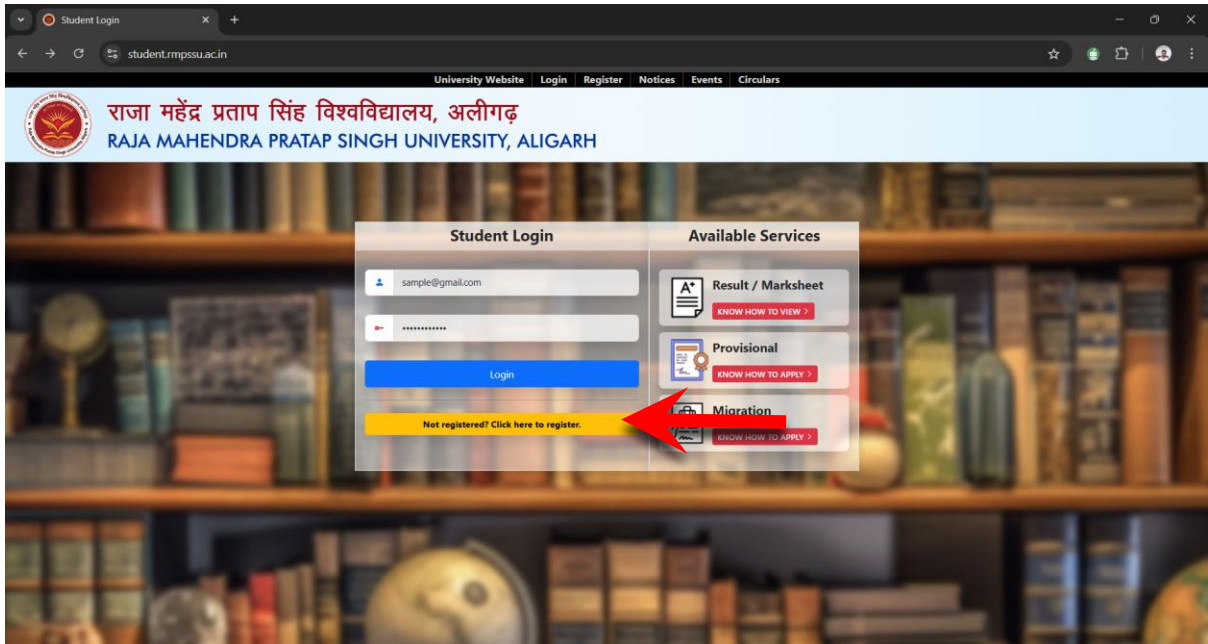 Student Login
student.rmpssu.ac.in
University Website Login Register Notices Events Circulars
राजा महेंद्र प्रताप सिंह विश्वविद्यालय, अलीगढ़
RAJA MAHENDRA PRATAP SINGH UNIVERSITY, ALIGARH
Student Login
sample@gmail.com
Login
Not registered? Click here to register.
Available Services
A+
Result / Marksheet
KNOW HOW TO VIEW >
Provisional
KNOW HOW TO APPLY >
Migration
KNOW HOW TO APPLY >